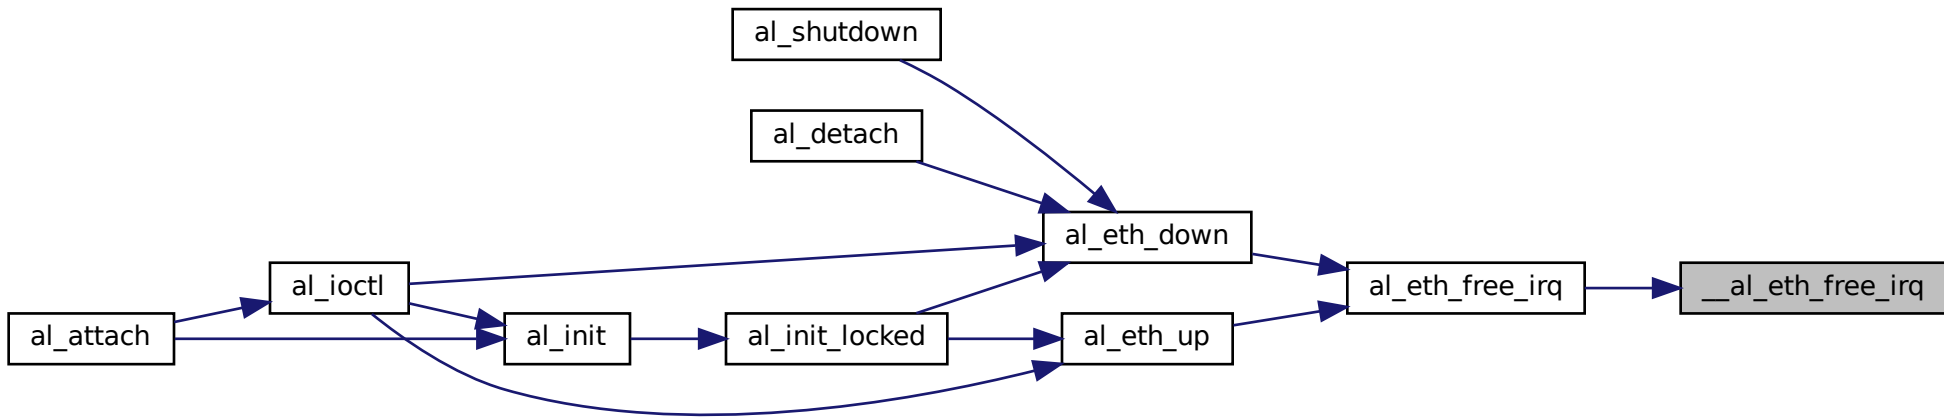 al_shutdown
al_detach
al_eth_down
al_ioctl
al_eth_free_irq
__al_eth_free_irq
al_attach
al_init
al_init_locked
al_eth_up